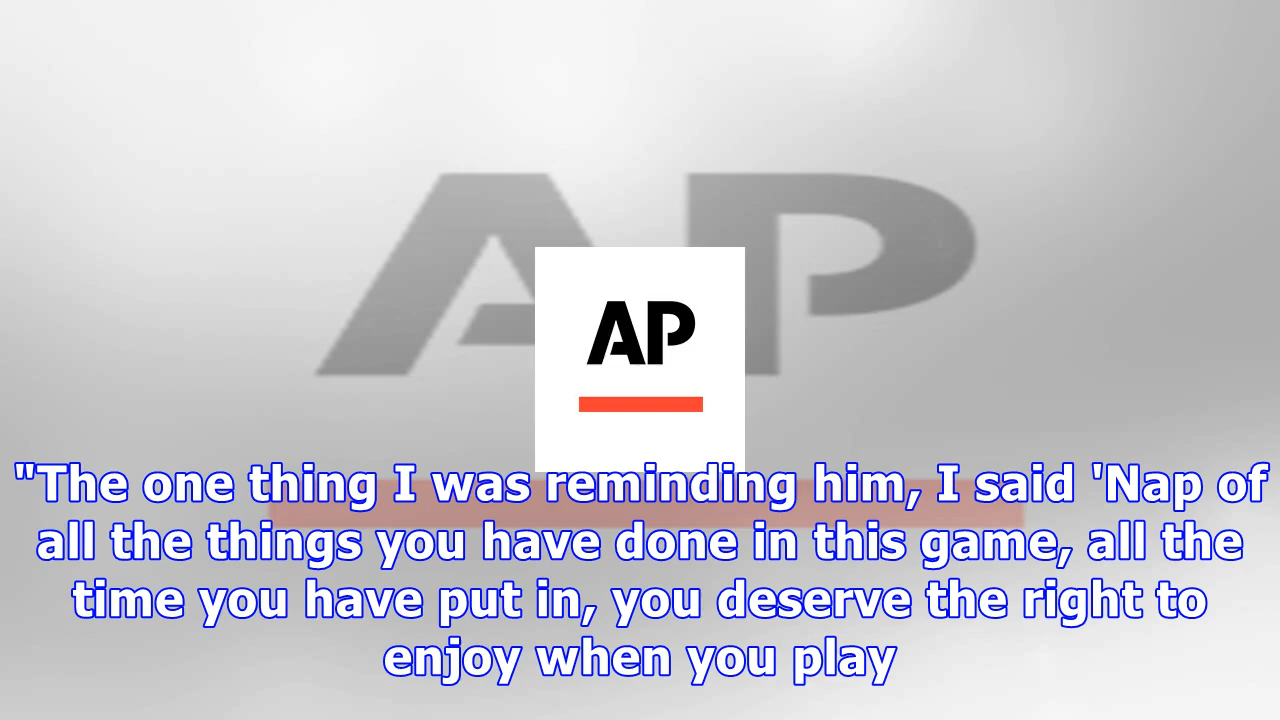 AP
AP
"The one thing I was reminding him, I said 'Nap of
all the things you have done in this game, all the
time you have put in, you deserve the right to
enjoy when you play